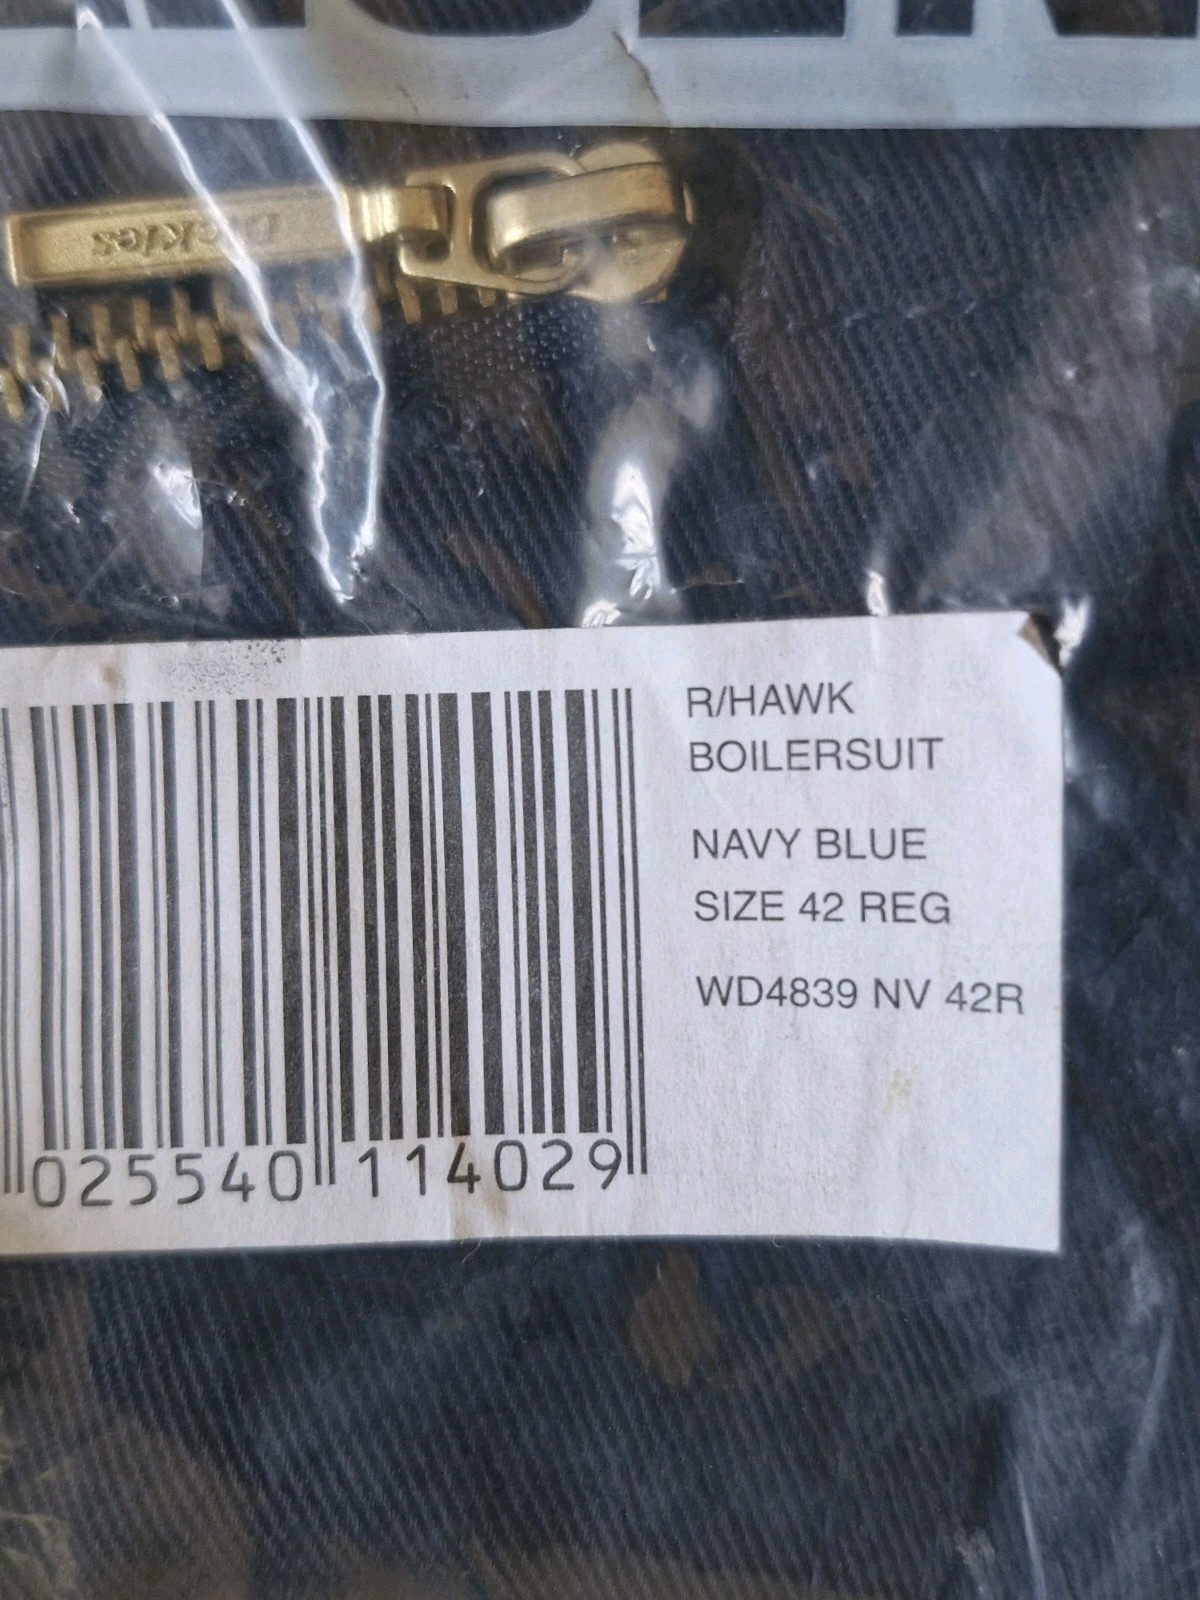 Dickies
R/HAWK
BOILERSUIT
NAVY BLUE
SIZE 42 REG
WD4839 NV 42R
025540 114029